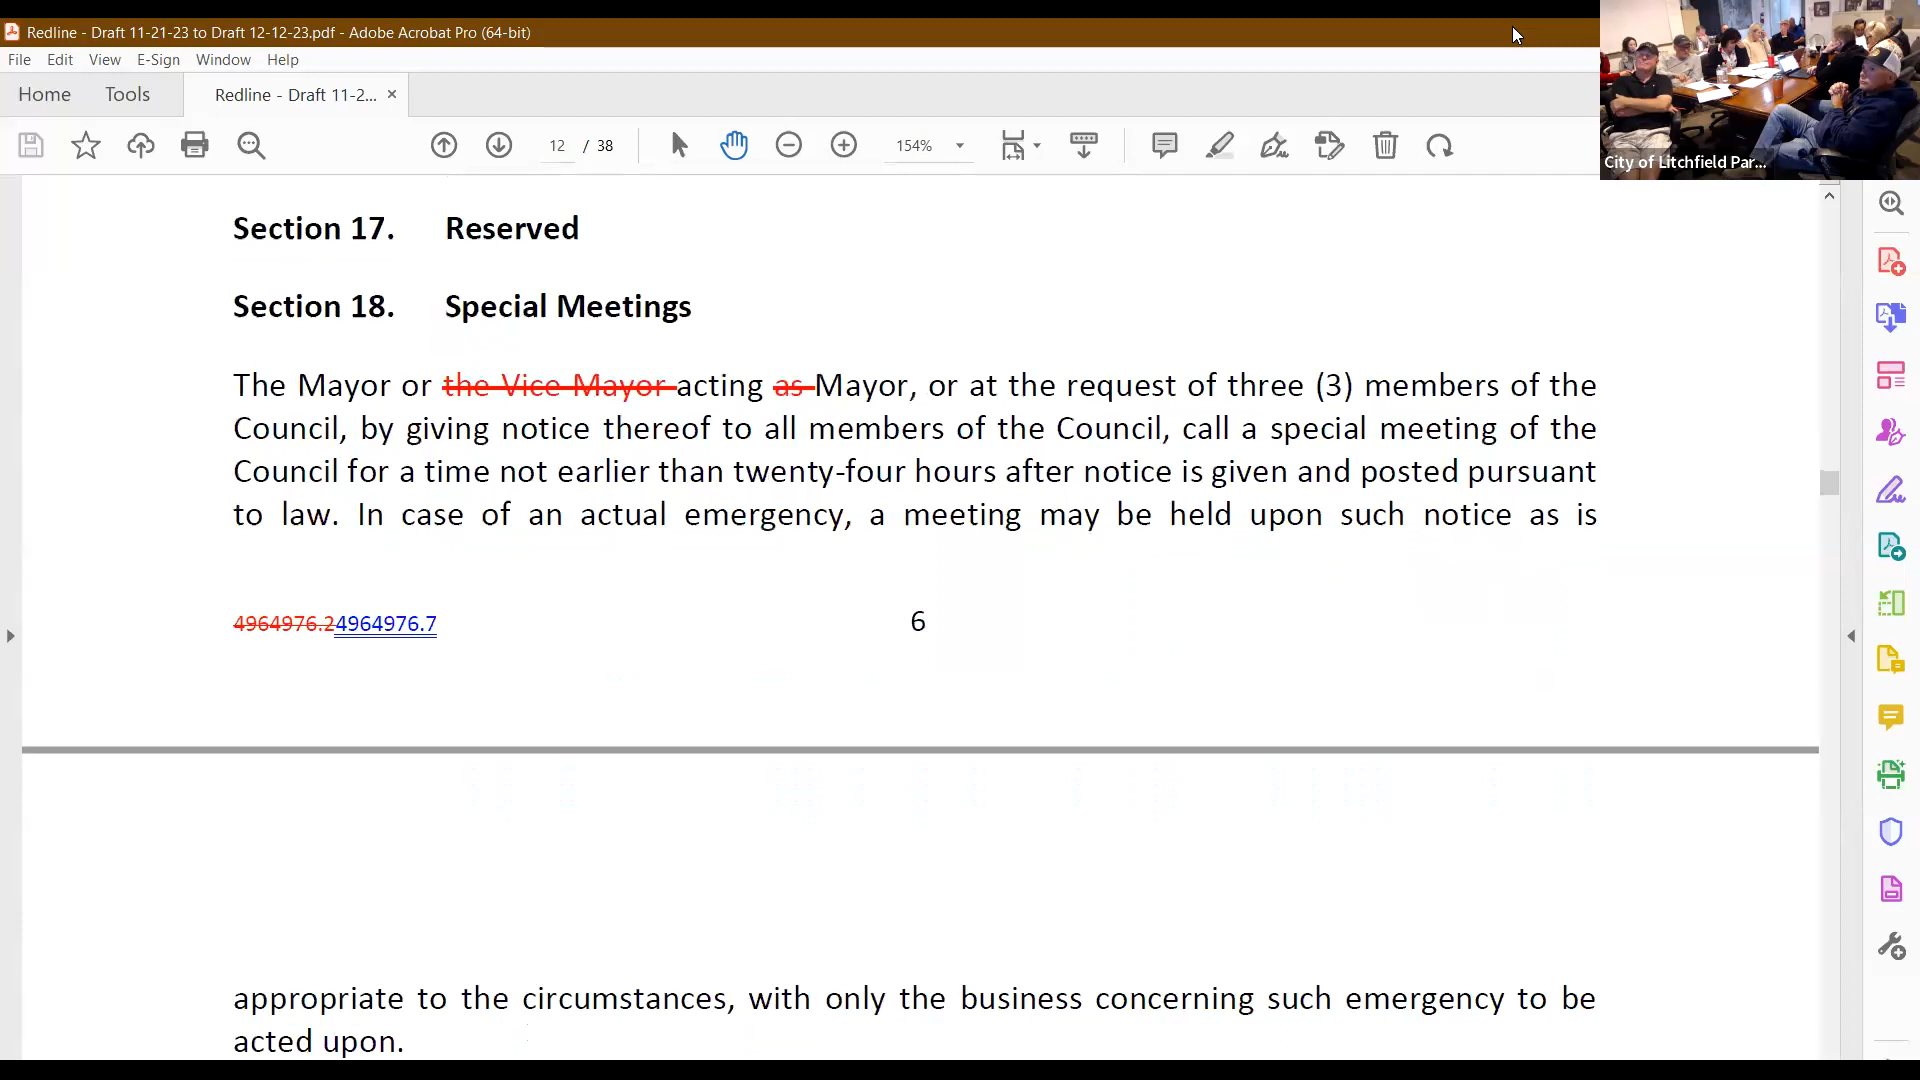 Redline - Draft 11-21-23 to Draft 12-12-23.pdf - Adobe Acrobat Pro (64-bit)
File Edit View E-Sign Window Help
Home Tools Redline - Draft 11-2... ×
12 / 38 154%
City of Litchfield Par...
Section 17. Reserved
Section 18. Special Meetings
The Mayor or the Vice Mayor acting as Mayor, or at the request of three (3) members of the
Council, by giving notice thereof to all members of the Council, call a special meeting of the
Council for a time not earlier than twenty-four hours after notice is given and posted pursuant
to law. In case of an actual emergency, a meeting may be held upon such notice as is
4964976.24964976.7 6
appropriate to the circumstances, with only the business concerning such emergency to be
acted upon.